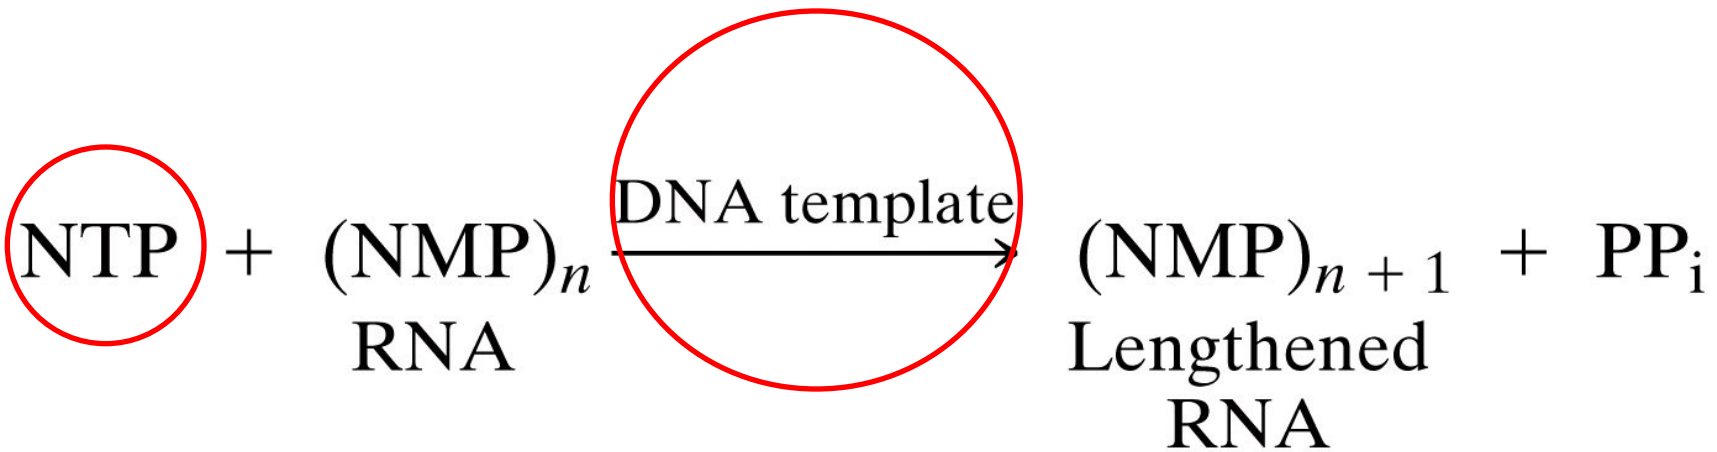 DNA template
NTP + (NMP)n → (NMP)n + 1 + PPi
RNA Lengthened
RNA